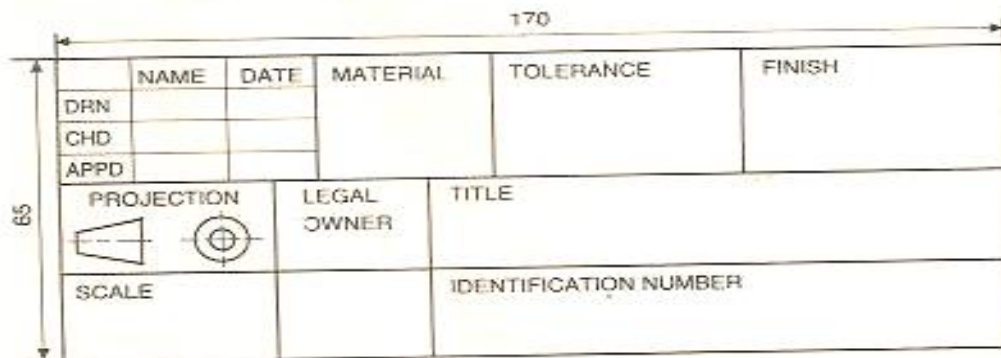 170
NAME DATE MATERIAL TOLERANCE FINISH
DRN
CHD
APPD
65
PROJECTION LEGAL TITLE
OWNER
SCALE IDENTIFICATION NUMBER